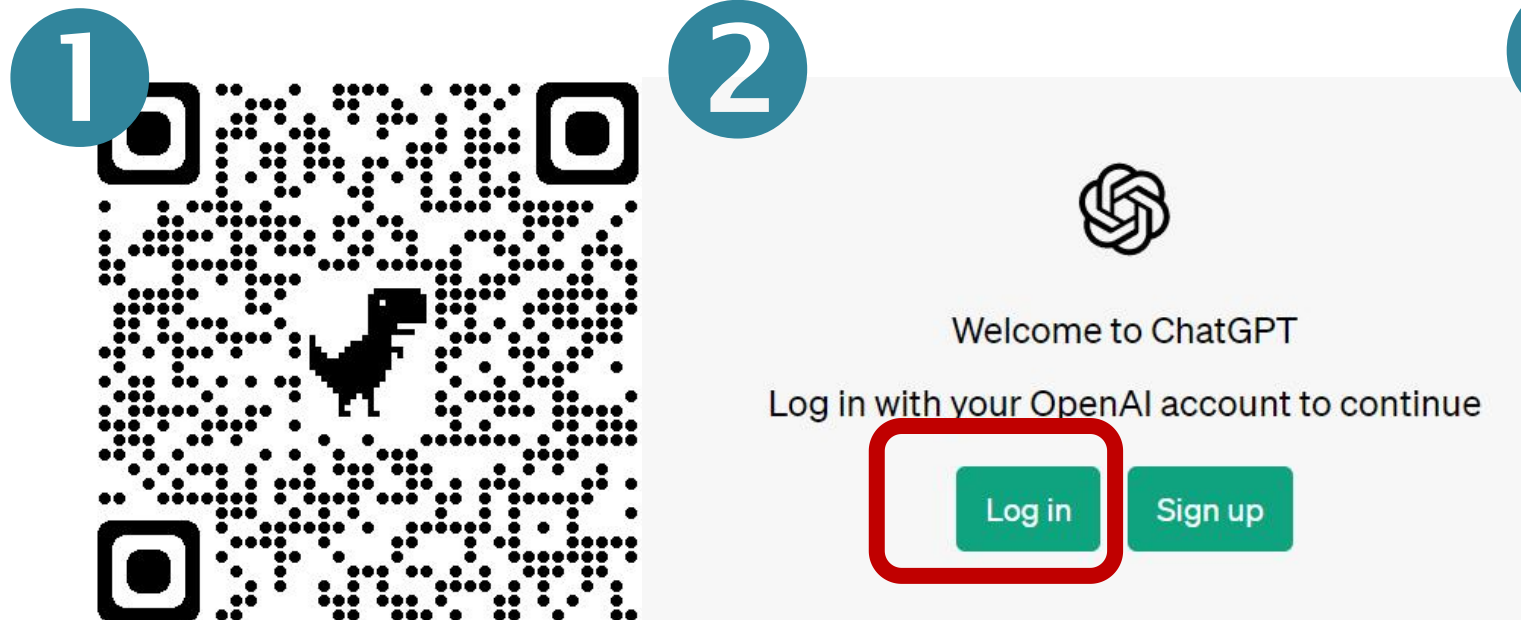 1
2
Welcome to ChatGPT
Log in with your OpenAI account to continue
Log in
Sign up